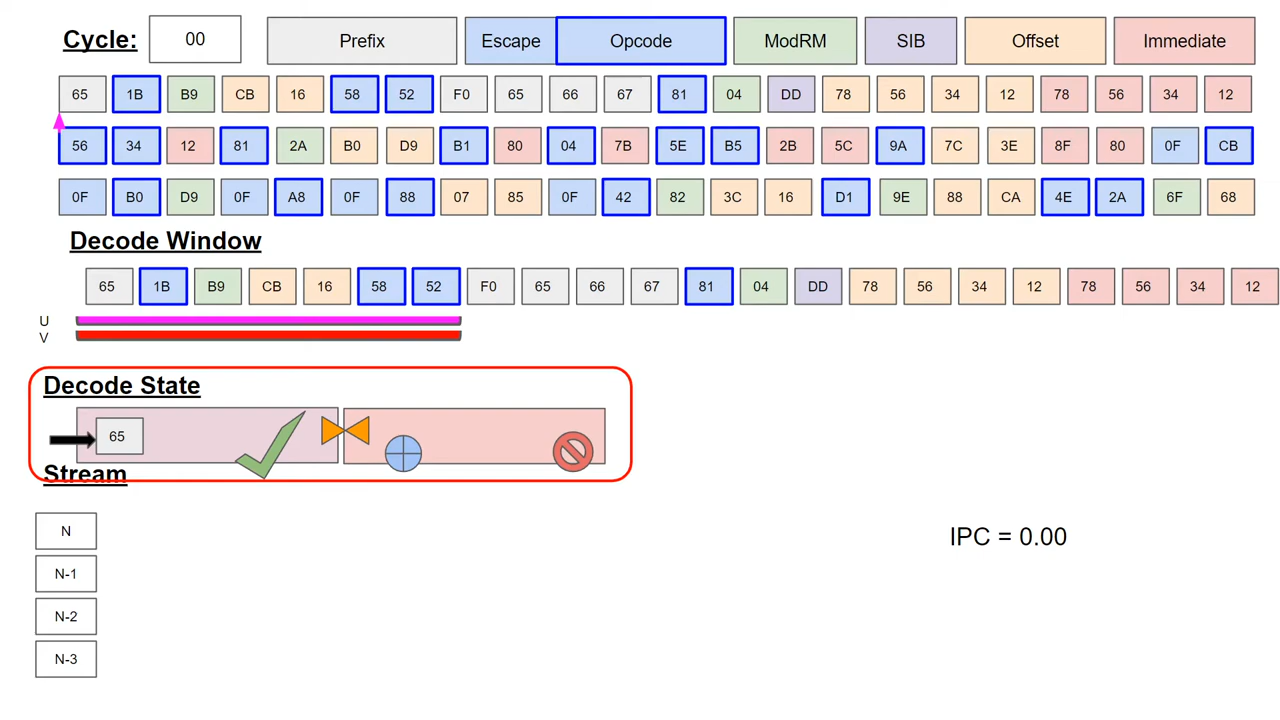 Cycle: 00 Prefix Escape Opcode ModRM SIB Offset Immediate
65 1B B9 CB 16 58 52 F0 65 66 67 81 04 DD 78 56 34 12 78 56 34 12
56 34 12 81 2A B0 D9 B1 80 04 7B 5E B5 2B 5C 9A 7C 3E 8F 80 0F CB
0F B0 D9 0F A8 0F 88 07 85 0F 42 82 3C 16 D1 9E 88 CA 4E 2A 6F 68
Decode Window
65 1B B9 CB 16 58 52 F0 65 66 67 81 04 DD 78 56 34 12 78 56 34 12
U
V
Decode State
65
Stream
N
IPC = 0.00
N-1
N-2
N-3